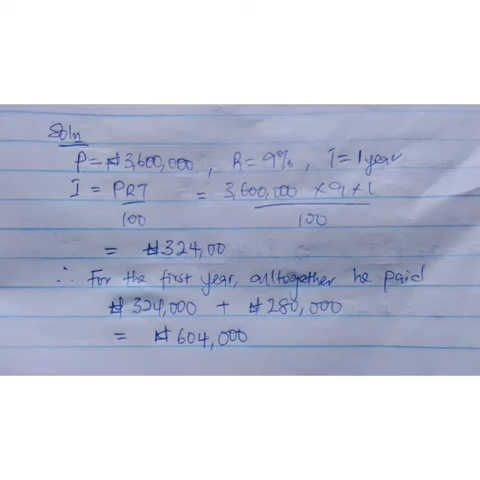 Soln
P = ₦3,600,000 , R = 9% , T = 1 year
I = PRT = 3,600,000 × 9 × 1
100 100
= ₦324,00
∴ For the first year, alltogether he paid
₦324,000 + ₦280,000
= ₦604,000